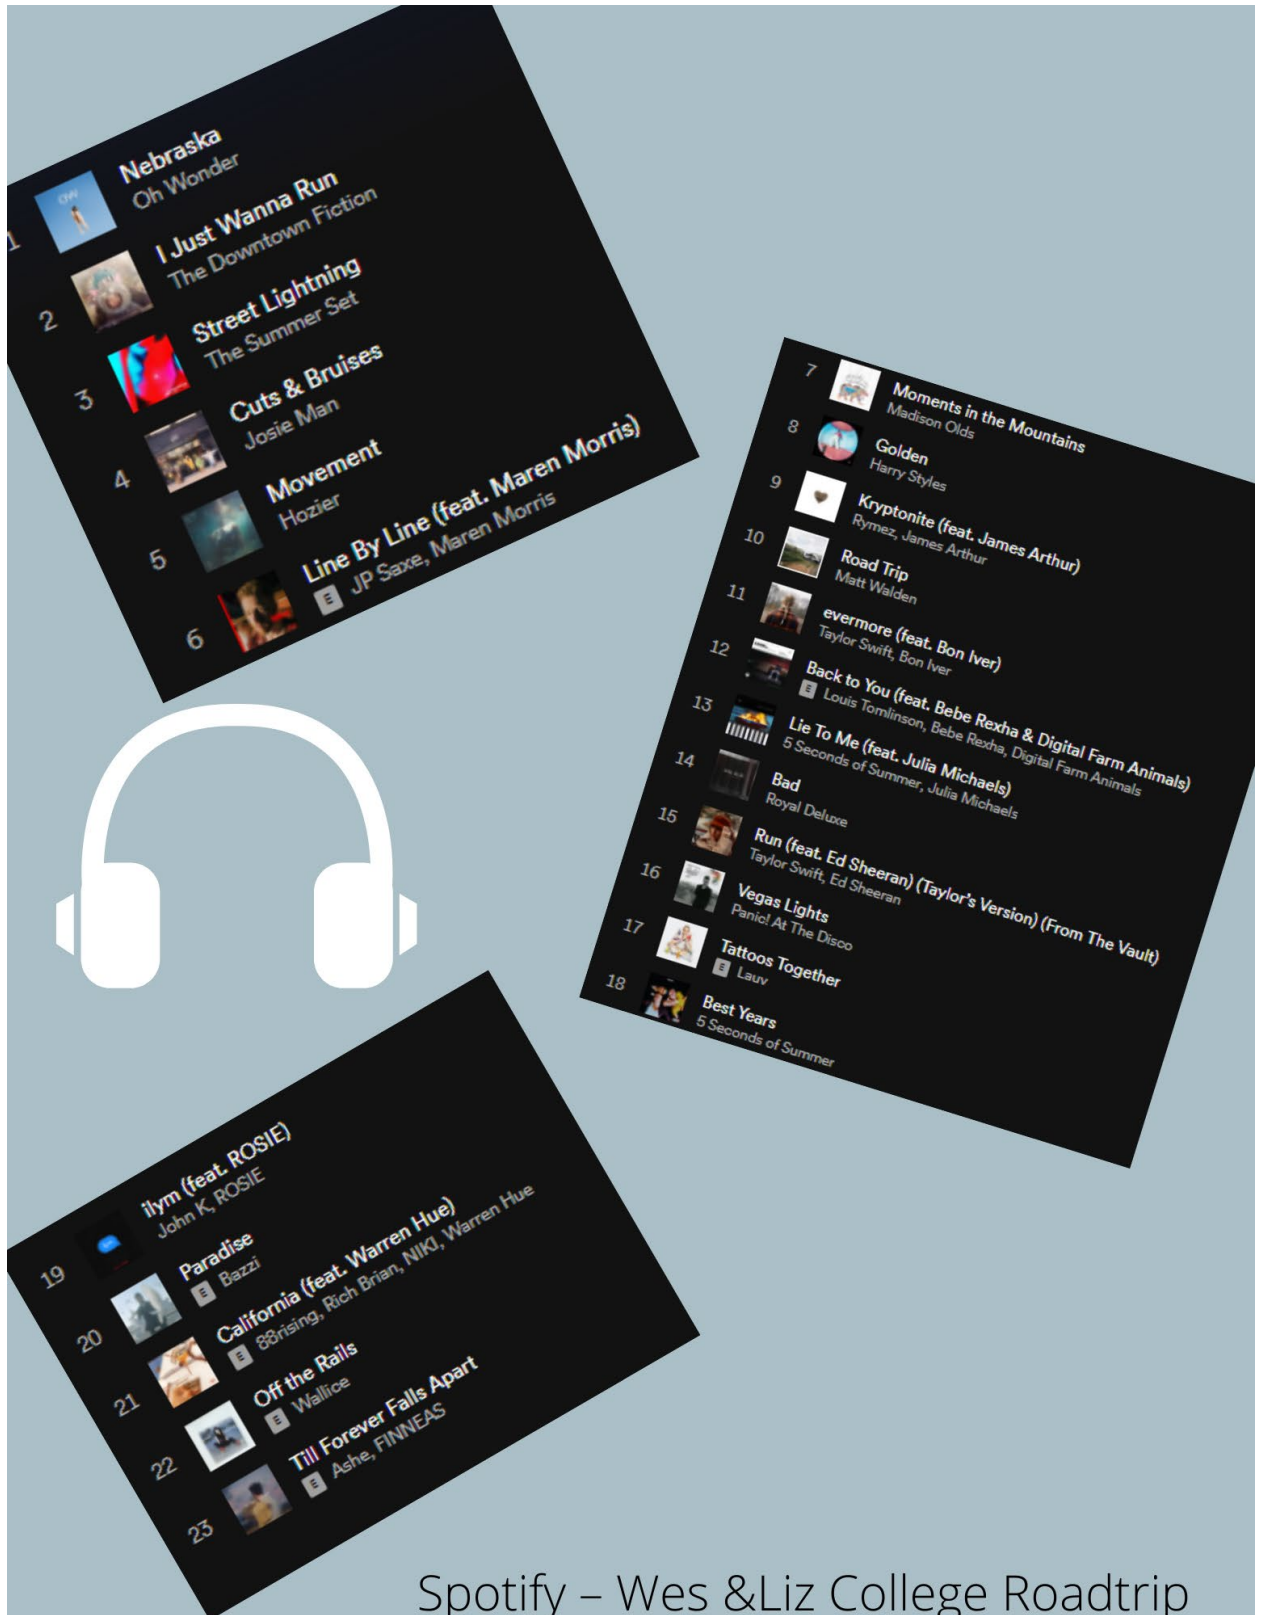 1
Nebraska
Oh Wonder
2
I Just Wanna Run
The Downtown Fiction
3
Street Lightning
The Summer Set
4
Cuts & Bruises
Josie Man
5
Movement
Hozier
6
Line By Line (feat. Maren Morris)
E JP Saxe, Maren Morris
7
Moments in the Mountains
Madison Olds
8
Golden
Harry Styles
9
Kryptonite (feat. James Arthur)
Rymez, James Arthur
10
Road Trip
Matt Walden
11
evermore (feat. Bon Iver)
Taylor Swift, Bon Iver
12
Back to You (feat. Bebe Rexha & Digital Farm Animals)
E Louis Tomlinson, Bebe Rexha, Digital Farm Animals
13
Lie To Me (feat. Julia Michaels)
5 Seconds of Summer, Julia Michaels
14
Bad
Royal Deluxe
15
Run (feat. Ed Sheeran) (Taylor's Version) (From The Vault)
Taylor Swift, Ed Sheeran
16
Vegas Lights
Panic! At The Disco
17
Tattoos Together
E Lauv
18
Best Years
5 Seconds of Summer
19
ilym (feat. ROSIE)
John K, ROSIE
20
Paradise
E Bazzi
21
California (feat. Warren Hue)
E 88rising, Rich Brian, NIKI, Warren Hue
22
Off the Rails
E Wallice
23
Till Forever Falls Apart
E Ashe, FINNEAS
Spotify – Wes &Liz College Roadtrip